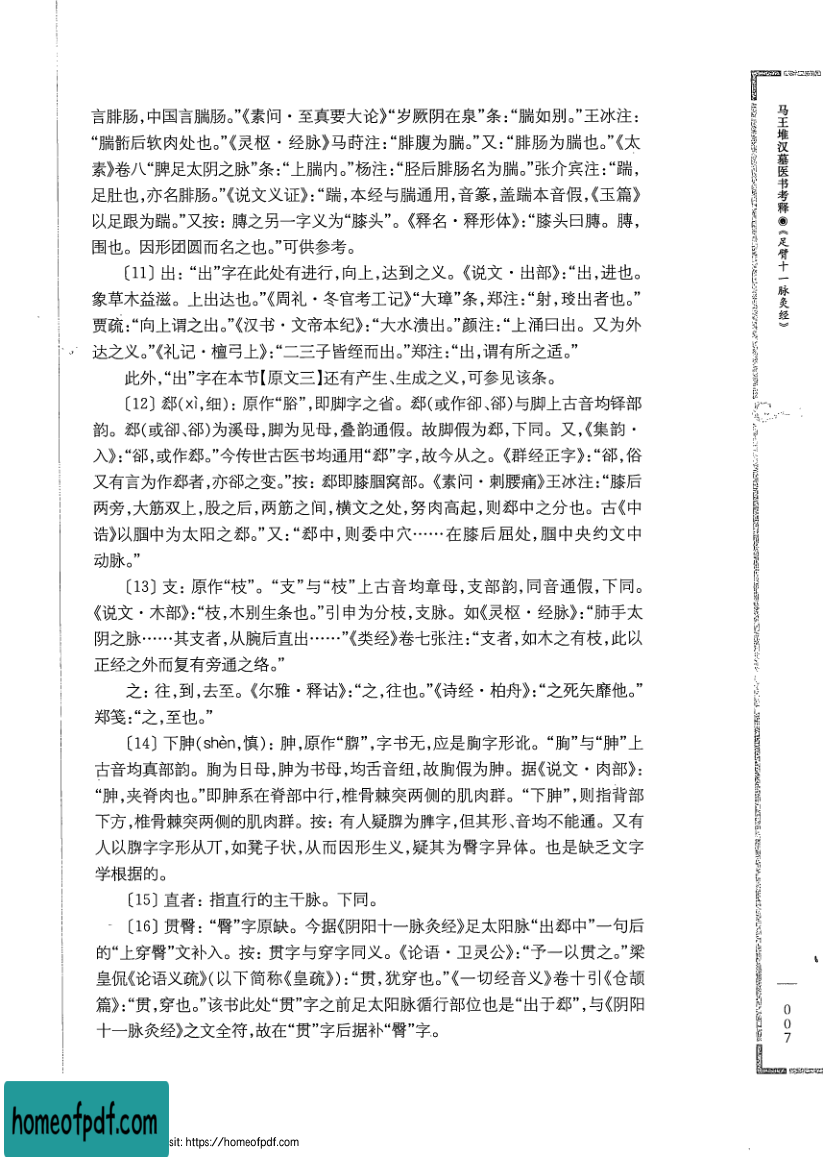 言腓肠,中国言腨肠。”《素问·至真要大论》“岁厥阴在泉”条:“腨如别。”王冰注:
“腨䯒后软肉处也。”《灵枢·经脉》马莳注:“腓腹为腨。”又:“腓肠为腨也。”《太
素》卷八“脾足太阴之脉”条:“上腨内。”杨注:“胫后腓肠名为腨。”张介宾注:“踹,
足肚也,亦名腓肠。”《说文义证》:“踹,本经与腨通用,音篆,盖踹本音假,《玉篇》
以足跟为踹。”又按:膞之另一字义为“膝头”。《释名·释形体》:“膝头曰膞。膞,
围也。因形团圆而名之也。”可供参考。
〔11〕出:“出”字在此处有进行,向上,达到之义。《说文·出部》:“出,进也。
象草木益滋。上出达也。”《周礼·冬官考工记》“大璋”条,郑注:“射,琰出者也。”
贾疏:“向上谓之出。”《汉书·文帝本纪》:“大水溃出。”颜注:“上涌曰出。又为外
达之义。”《礼记·檀弓上》:“二三子皆绖而出。”郑注:“出,谓有所之适。”
此外,“出”字在本节【原文三】还有产生、生成之义,可参见该条。
〔12〕郄(xì,细):原作“䐊”,即脚字之省。郄(或作卻、郤)与脚上古音均铎部
韵。郄(或卻、郤)为溪母,脚为见母,叠韵通假。故脚假为郄,下同。又,《集韵·
入》:“郤,或作郄。”今传世古医书均通用“郄”字,故今从之。《群经正字》:“郤,俗
又有言为作郄者,亦郤之变。”按:郄即膝腘窝部。《素问·刺腰痛》王冰注:“膝后
两旁,大筋双上,股之后,两筋之间,横文之处,努肉高起,则郄中之分也。古《中
诰》以腘中为太阳之郄。”又:“郄中,则委中穴……在膝后屈处,腘中央约文中
动脉。”
〔13〕支:原作“枝”。“支”与“枝”上古音均章母,支部韵,同音通假,下同。
《说文·木部》:“枝,木别生条也。”引申为分枝,支脉。如《灵枢·经脉》:“肺手太
阴之脉……其支者,从腕后直出……”《类经》卷七张注:“支者,如木之有枝,此以
正经之外而复有旁通之络。”
之:往,到,去至。《尔雅·释诂》:“之,往也。”《诗经·柏舟》:“之死矢靡他。”
郑笺:“之,至也。”
〔14〕下胂(shèn,慎):胂,原作“䐜”,字书无,应是胊字形讹。“胊”与“胂”上
古音均真部韵。胊为日母,胂为书母,均舌音纽,故胊假为胂。据《说文·肉部》:
“胂,夹脊肉也。”即胂系在脊部中行,椎骨棘突两侧的肌肉群。“下胂”,则指背部
下方,椎骨棘突两侧的肌肉群。按:有人疑为脾字,但其形、音均不能通。又有
人以字字形从丌,如凳子状,从而因形生义,疑其为臀字异体。也是缺乏文字
学根据的。
〔15〕直者:指直行的主干脉。下同。
〔16〕贯臀:“臀”字原缺。今据《阴阳十一脉灸经》足太阳脉“出郄中”一句后
的“上穿臀”文补入。按:贯字与穿字同义。《论语·卫灵公》:“予一以贯之。”梁
皇侃《论语义疏》(以下简称《皇疏》):“贯,犹穿也。”《一切经音义》卷十引《仓颉
篇》:“贯,穿也。”该书此处“贯”字之前足太阳脉循行部位也是“出于郄”,与《阴阳
十一脉灸经》之文全符,故在“贯”字后据补“臀”字。
马王堆汉墓医书考释◉《足臂十一脉灸经》
007
homeofpdf.com
sit: https://homeofpdf.com